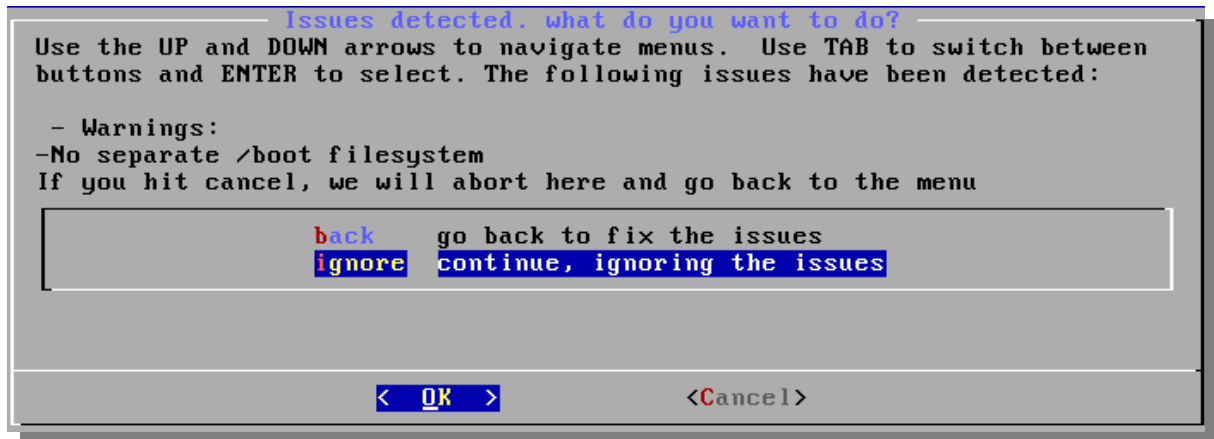 Issues detected. what do you want to do?
Use the UP and DOWN arrows to navigate menus.  Use TAB to switch between
buttons and ENTER to select. The following issues have been detected:
- Warnings:
-No separate /boot filesystem
If you hit cancel, we will abort here and go back to the menu
back go back to fix the issues
ignore continue, ignoring the issues
< OK > <Cancel>